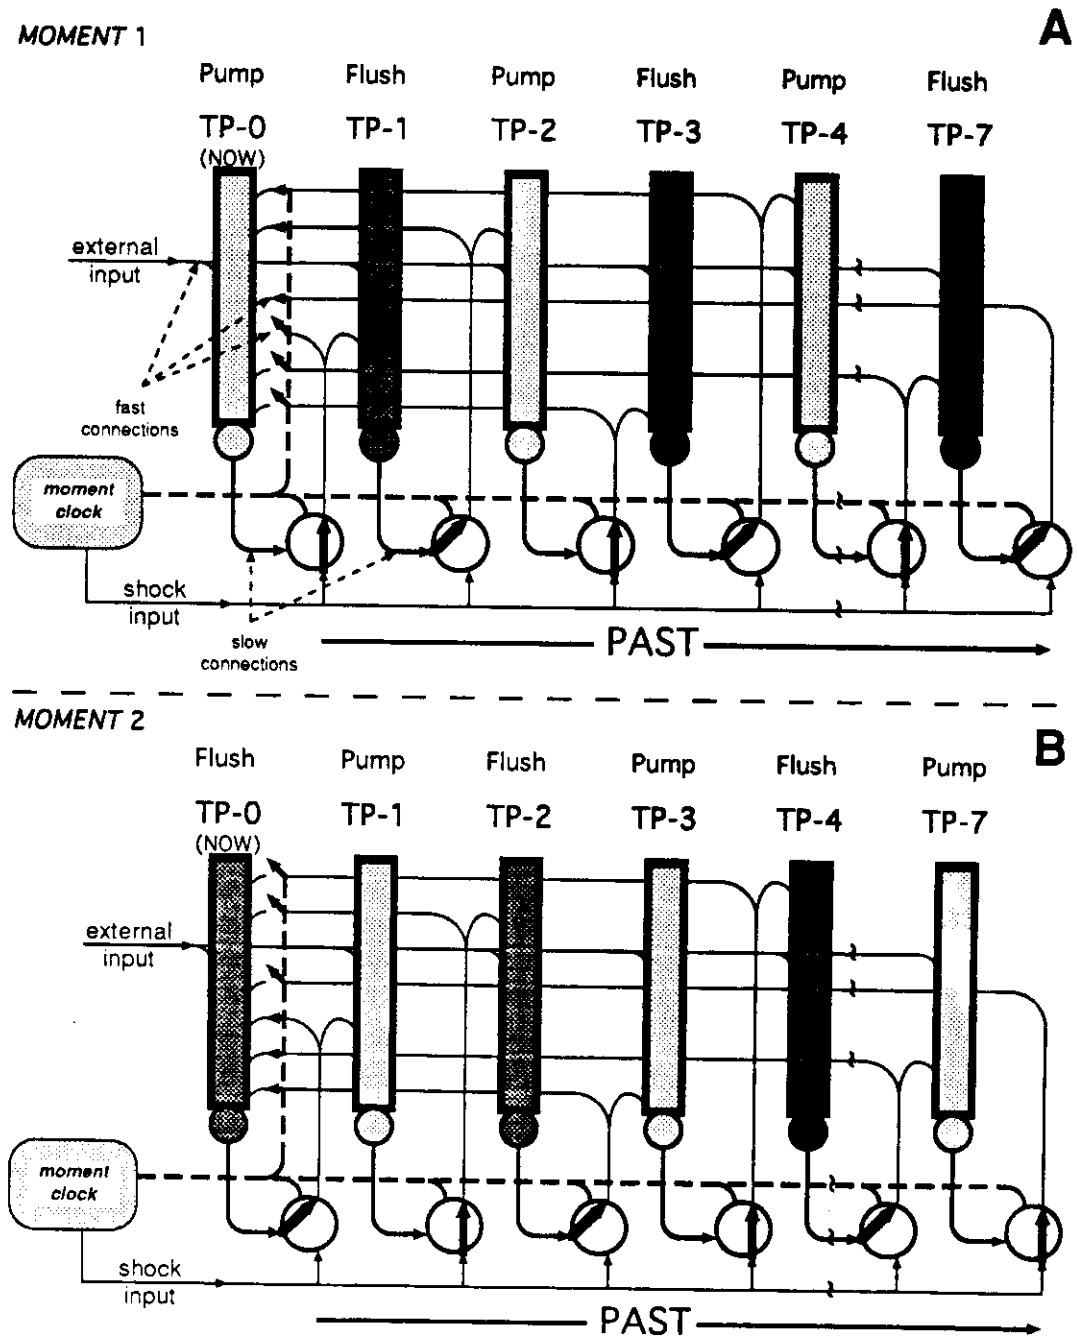 MOMENT 1
A
Pump Flush Pump Flush Pump Flush
TP-0 TP-1 TP-2 TP-3 TP-4 TP-7
(NOW)
external
input
fast
connections
moment
clock
shock
input
slow
connections
PAST
MOMENT 2
B
Flush Pump Flush Pump Flush Pump
TP-0 TP-1 TP-2 TP-3 TP-4 TP-7
(NOW)
external
input
moment
clock
shock
input
PAST